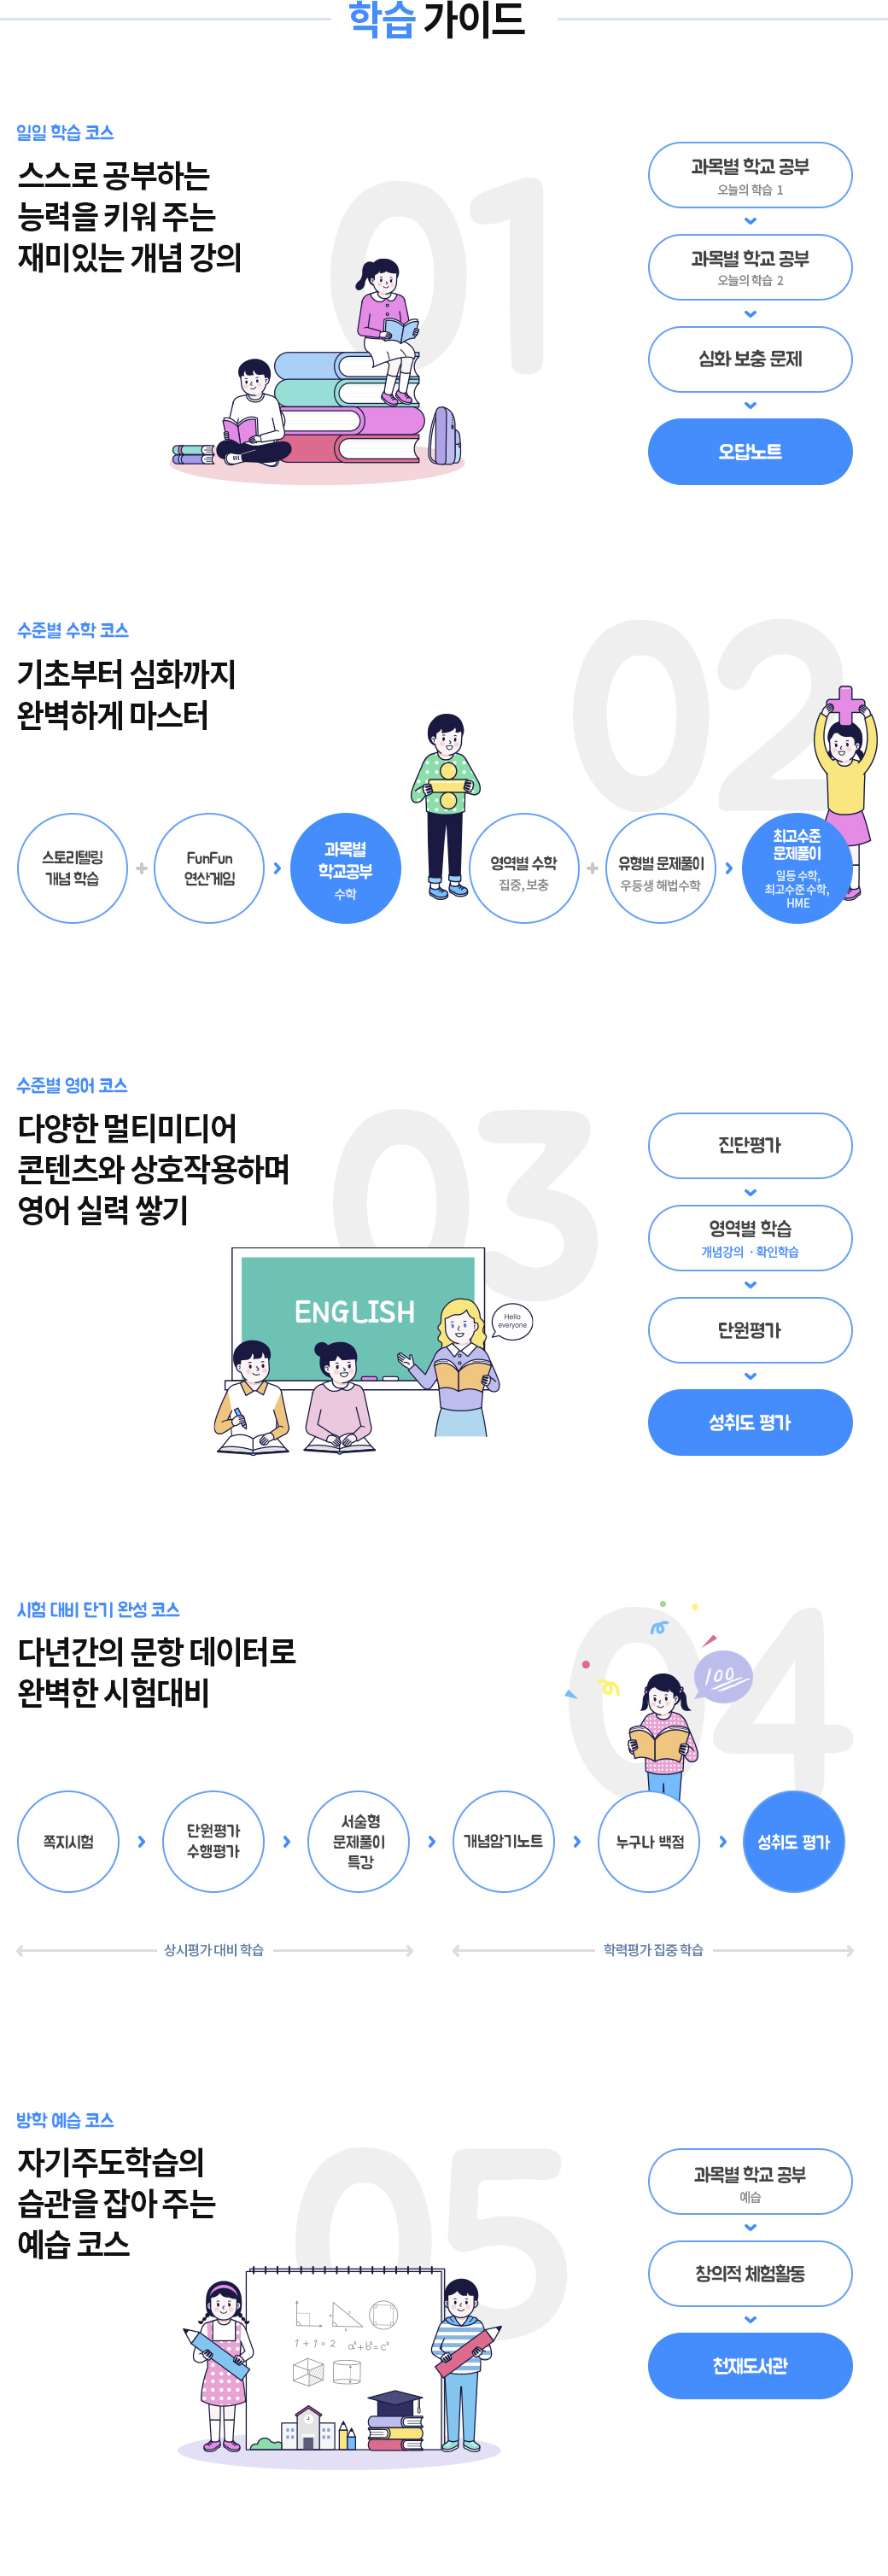 학습 가이드
01
일일 학습 코스
스스로 공부하는
능력을 키워 주는
재미있는 개념 강의
과목별 학교 공부
오늘의 학습 1
과목별 학교 공부
오늘의 학습 2
심화 보충 문제
오답노트
02
수준별 수학 코스
기초부터 심화까지
완벽하게 마스터
스토리텔링
개념 학습
FunFun
연산게임
과목별
학교공부
수학
영역별 수학
집중, 보충
유형별 문제풀이
우등생 해법수학
최고수준
문제풀이
일등 수학,
최고수준 수학,
HME
03
수준별 영어 코스
다양한 멀티미디어
콘텐츠와 상호작용하며
영어 실력 쌓기
ENGLISH
Hello
everyone
진단평가
영역별 학습
개념강의 · 확인학습
단원평가
성취도 평가
04
시험 대비 단기 완성 코스
다년간의 문항 데이터로
완벽한 시험대비
100
쪽지시험
단원평가
수행평가
서술형
문제풀이
특강
개념암기노트
누구나 백점
성취도 평가
상시평가 대비 학습
학력평가 집중 학습
05
방학 예습 코스
자기주도학습의
습관을 잡아 주는
예습 코스
1 + 1 = 2
a²+b²=c²
과목별 학교 공부
예습
창의적 체험활동
천재도서관